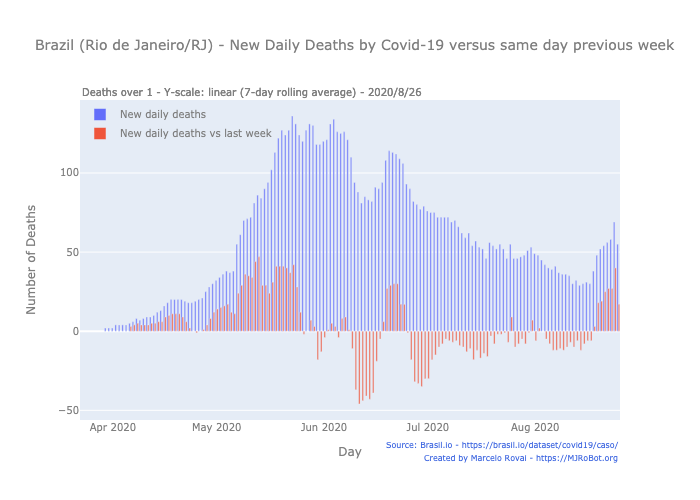 Brazil (Rio de Janeiro/RJ) - New Daily Deaths by Covid-19 versus same day previous week
Deaths over 1 - Y-scale: linear (7-day rolling average) - 2020/8/26
New daily deaths
New daily deaths vs last week
Number of Deaths
100
50
0
−50
Apr 2020
May 2020
Jun 2020
Jul 2020
Aug 2020
Day
Source: Brasil.io - https://brasil.io/dataset/covid19/caso/
Created by Marcelo Rovai - https://MJRoBot.org